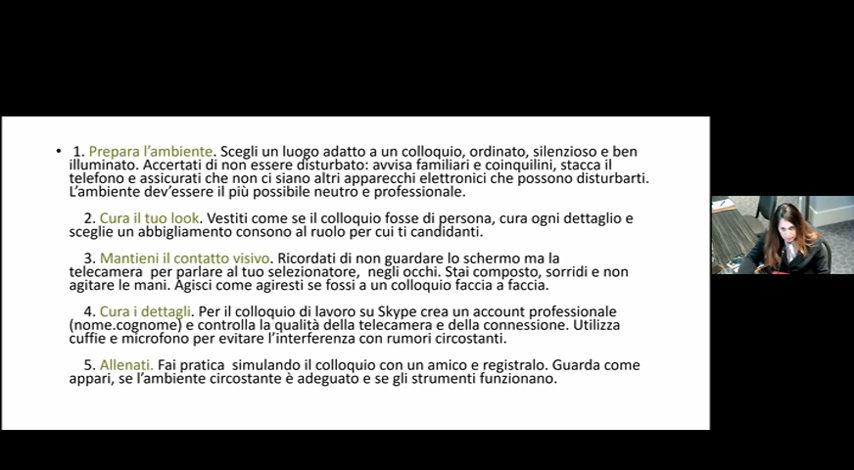 • 1. Prepara l'ambiente. Scegli un luogo adatto a un colloquio, ordinato, silenzioso e ben
illuminato. Accertati di non essere disturbato: avvisa familiari e coinquilini, stacca il
telefono e assicurati che non ci siano altri apparecchi elettronici che possono disturbarti.
L'ambiente dev'essere il più possibile neutro e professionale.
2. Cura il tuo look. Vestiti come se il colloquio fosse di persona, cura ogni dettaglio e
sceglie un abbigliamento consono al ruolo per cui ti candidanti.
3. Mantieni il contatto visivo. Ricordati di non guardare lo schermo ma la
telecamera per parlare al tuo selezionatore, negli occhi. Stai composto, sorridi e non
agitare le mani. Agisci come agiresti se fossi a un colloquio faccia a faccia.
4. Cura i dettagli. Per il colloquio di lavoro su Skype crea un account professionale
(nome.cognome) e controlla la qualità della telecamera e della connessione. Utilizza
cuffie e microfono per evitare l'interferenza con rumori circostanti.
5. Allenati. Fai pratica simulando il colloquio con un amico e registralo. Guarda come
appari, se l'ambiente circostante è adeguato e se gli strumenti funzionano.